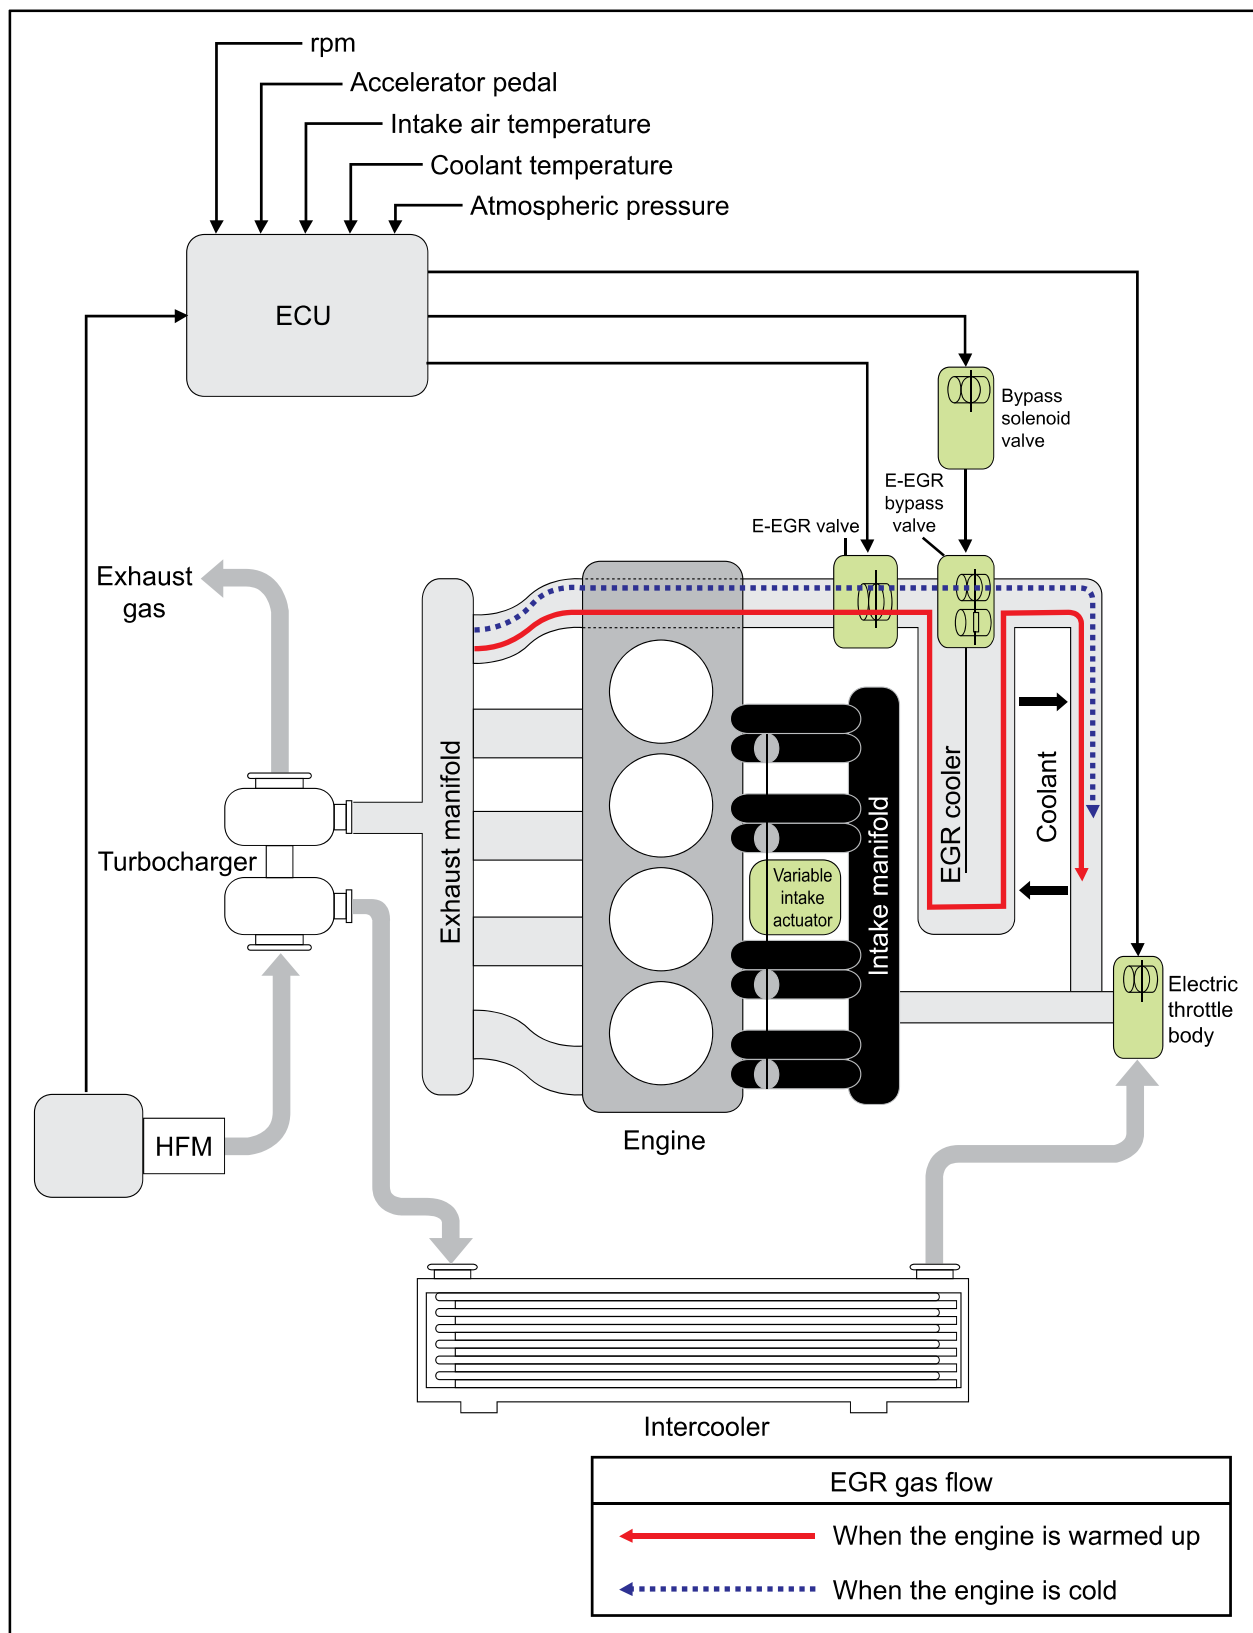 rpm
Accelerator pedal
Intake air temperature
Coolant temperature
Atmospheric pressure
ECU
Bypass
solenoid
valve
E-EGR
bypass
valve
E-EGR valve
Exhaust
gas
Exhaust manifold
Turbocharger
Variable
intake
actuator
Intake manifold
EGR cooler
Coolant
Electric
throttle
body
HFM
Engine
Intercooler
EGR gas flow
When the engine is warmed up
When the engine is cold